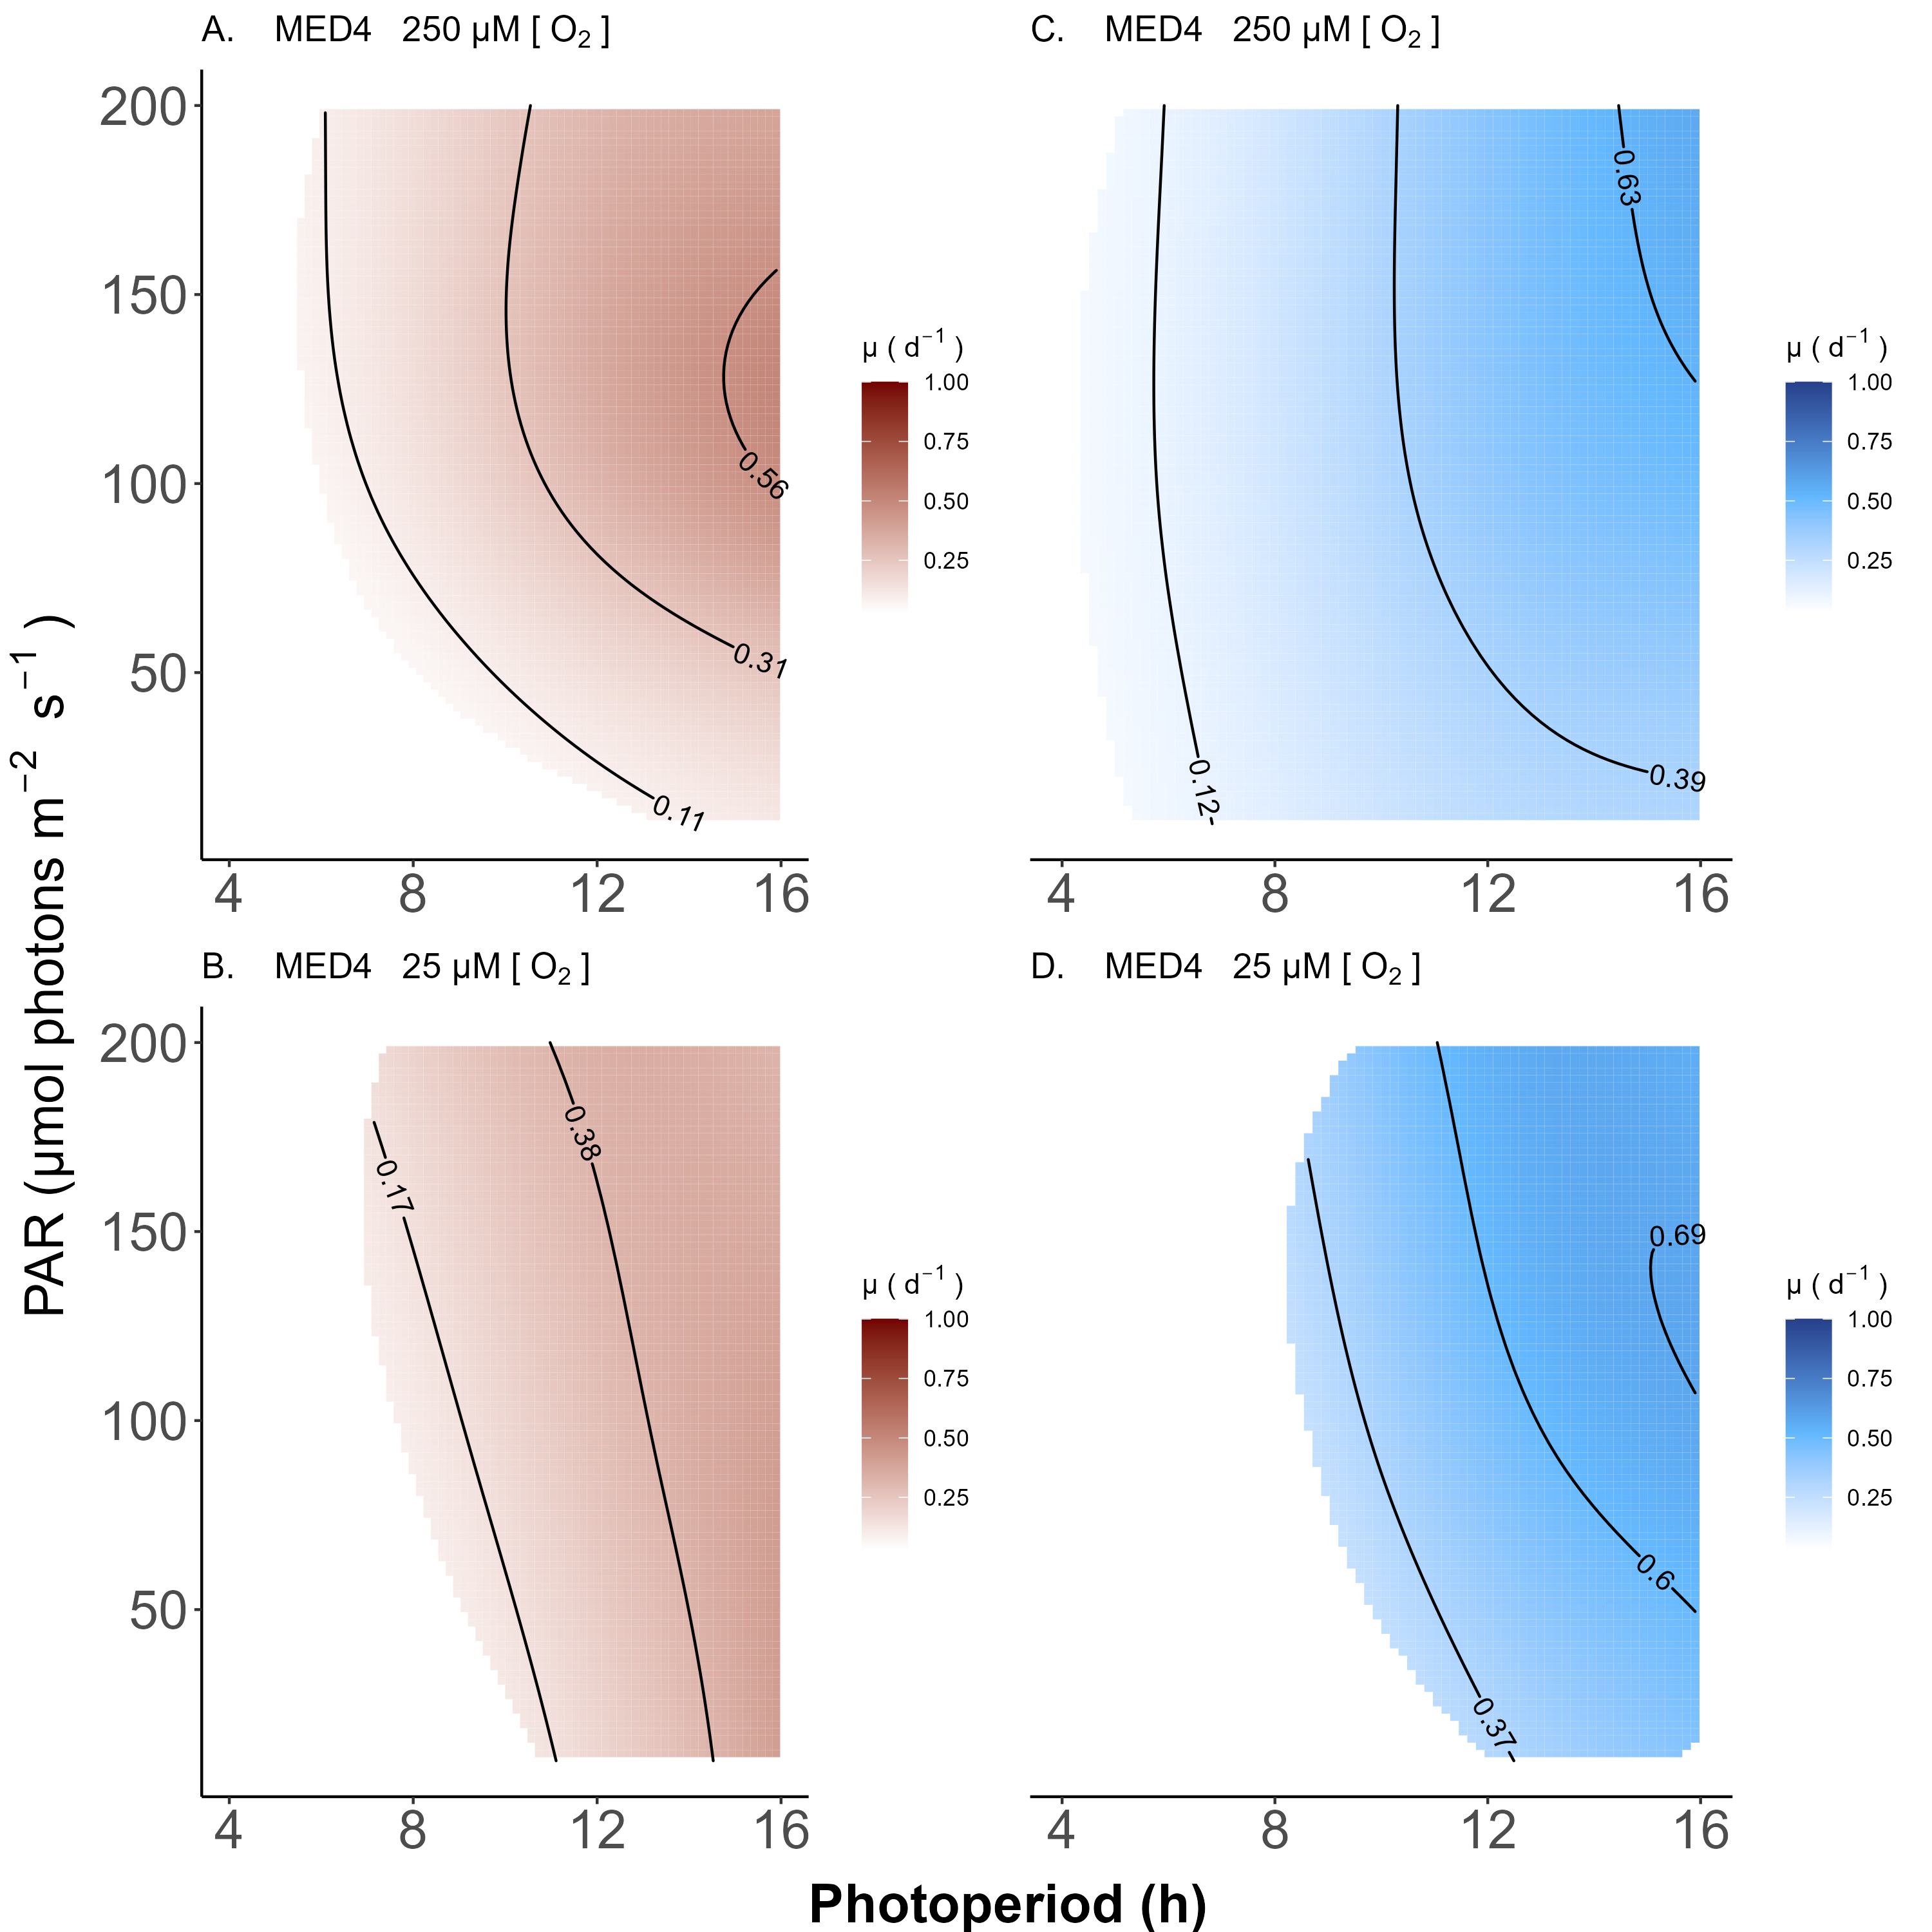 A. MED4 250 µM [ O₂ ]
200
150
100
50
4 8 12 16
0.56
0.31
0.11
µ ( d⁻¹ )
1.00
0.75
0.50
0.25
C. MED4 250 µM [ O₂ ]
4 8 12 16
0.63
0.39
0.12
µ ( d⁻¹ )
1.00
0.75
0.50
0.25
B. MED4 25 µM [ O₂ ]
200
150
100
50
4 8 12 16
0.38
0.17
µ ( d⁻¹ )
1.00
0.75
0.50
0.25
D. MED4 25 µM [ O₂ ]
4 8 12 16
0.69
0.6
0.37
µ ( d⁻¹ )
1.00
0.75
0.50
0.25
PAR (µmol photons m⁻² s⁻¹ )
Photoperiod (h)